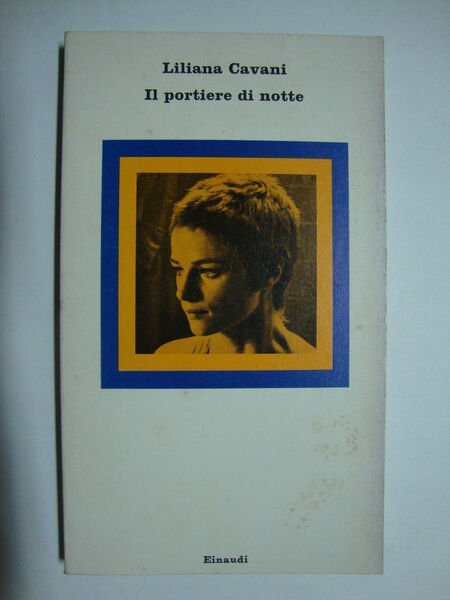 Liliana Cavani
Il portiere di notte
Einaudi